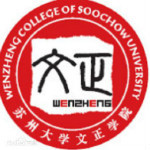 WENZHENG COLLEGE OF SOOCHOW UNIVERSITY
文正
WENZHENG
苏州大学文正学院